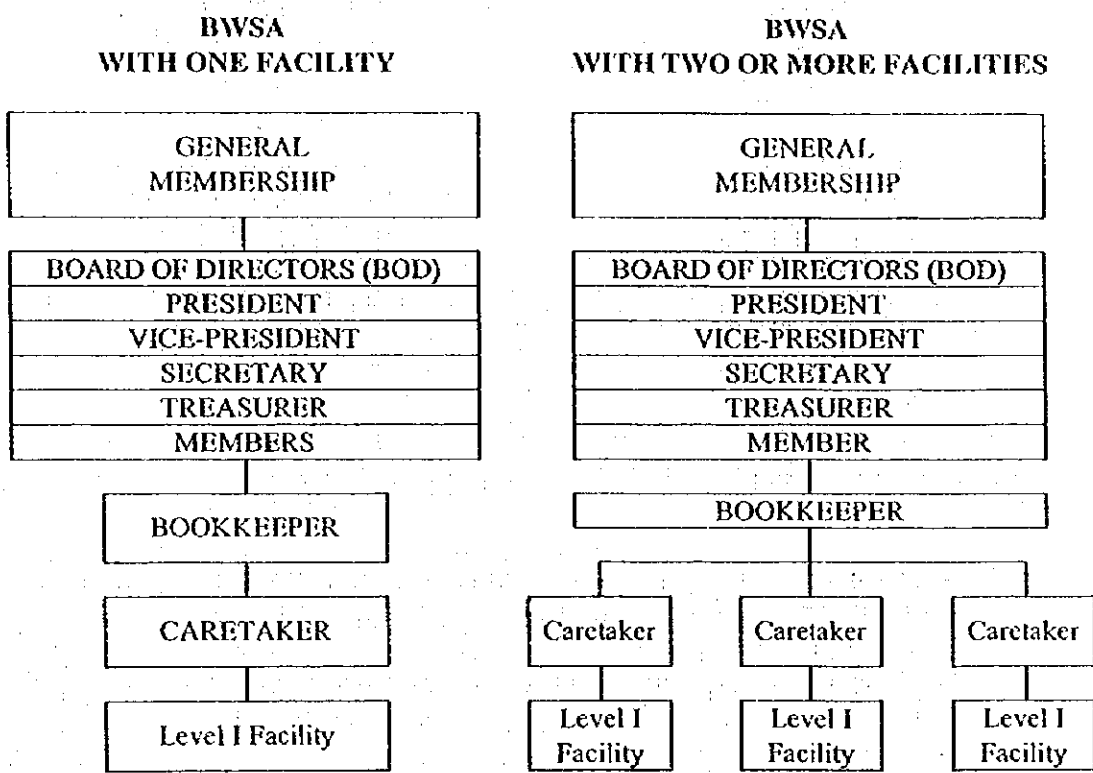 BWSA
WITH ONE FACILITY
GENERAL
MEMBERSHIP
BOARD OF DIRECTORS (BOD)
PRESIDENT
VICE-PRESIDENT
SECRETARY
TREASURER
MEMBERS
BOOKKEEPER
CARETAKER
Level I Facility
BWSA
WITH TWO OR MORE FACILITIES
GENERAL
MEMBERSHIP
BOARD OF DIRECTORS (BOD)
PRESIDENT
VICE-PRESIDENT
SECRETARY
TREASURER
MEMBER
BOOKKEEPER
Caretaker
Caretaker
Caretaker
Level I
Facility
Level I
Facility
Level I
Facility